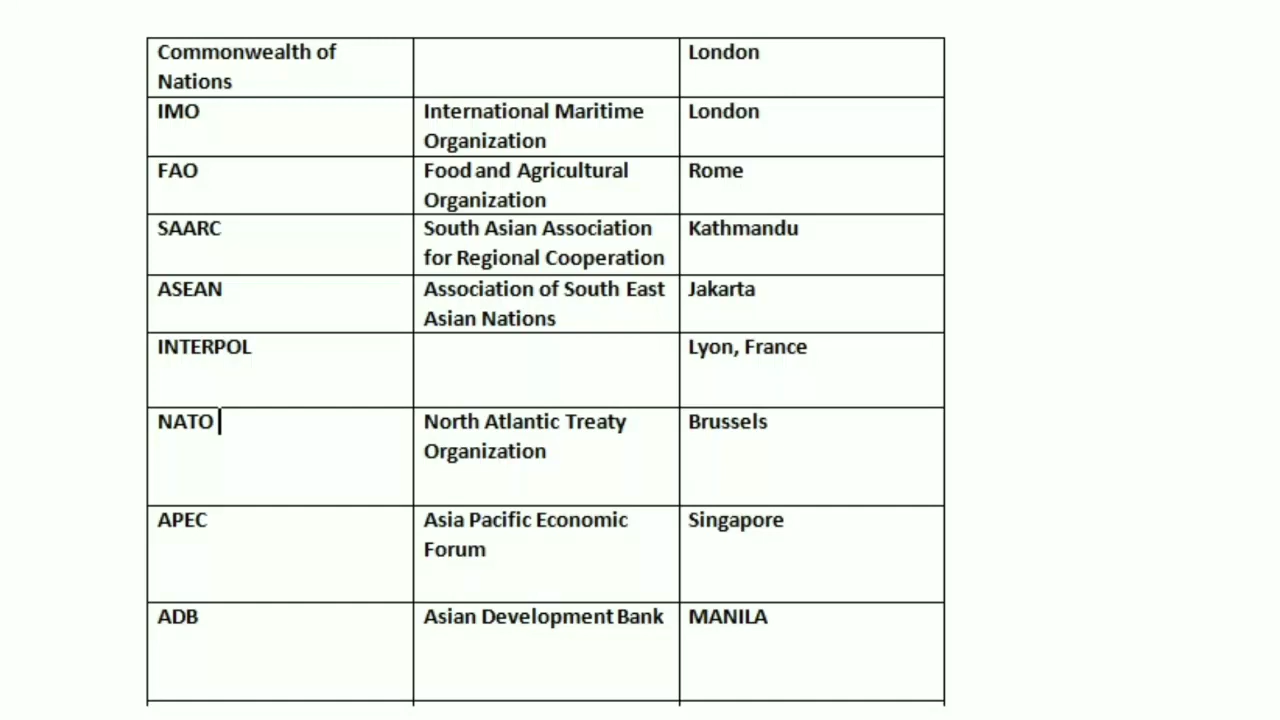 Commonwealth of
Nations
London
IMO
International Maritime
Organization
London
FAO
Food and Agricultural
Organization
Rome
SAARC
South Asian Association
for Regional Cooperation
Kathmandu
ASEAN
Association of South East
Asian Nations
Jakarta
INTERPOL
Lyon, France
NATO
North Atlantic Treaty
Organization
Brussels
APEC
Asia Pacific Economic
Forum
Singapore
ADB
Asian Development Bank
MANILA